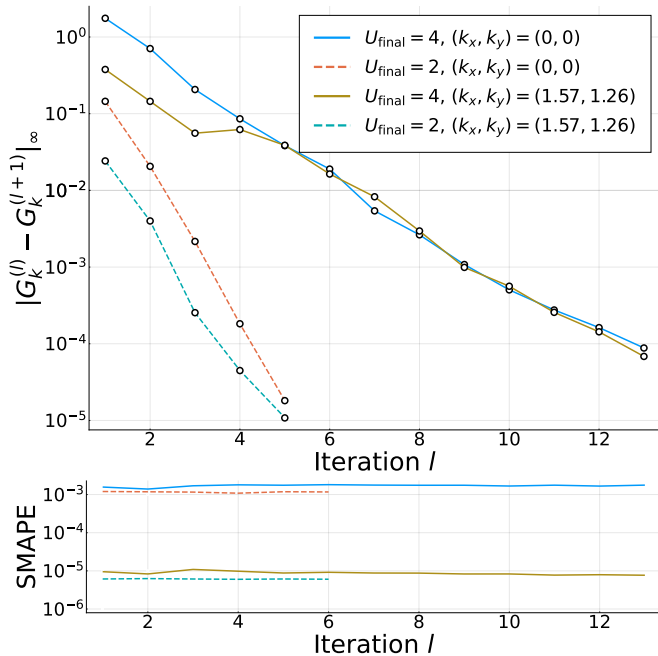 10^0
10^{-1}
10^{-2}
10^{-3}
10^{-4}
10^{-5}
|G_k^{(l)} − G_k^{(l+1)}|_∞
U_final = 4, (k_x, k_y) = (0, 0)
U_final = 2, (k_x, k_y) = (0, 0)
U_final = 4, (k_x, k_y) = (1.57, 1.26)
U_final = 2, (k_x, k_y) = (1.57, 1.26)
2 4 6 8 10 12
Iteration l
10^{-3}
10^{-4}
10^{-5}
10^{-6}
SMAPE
2 4 6 8 10 12
Iteration l